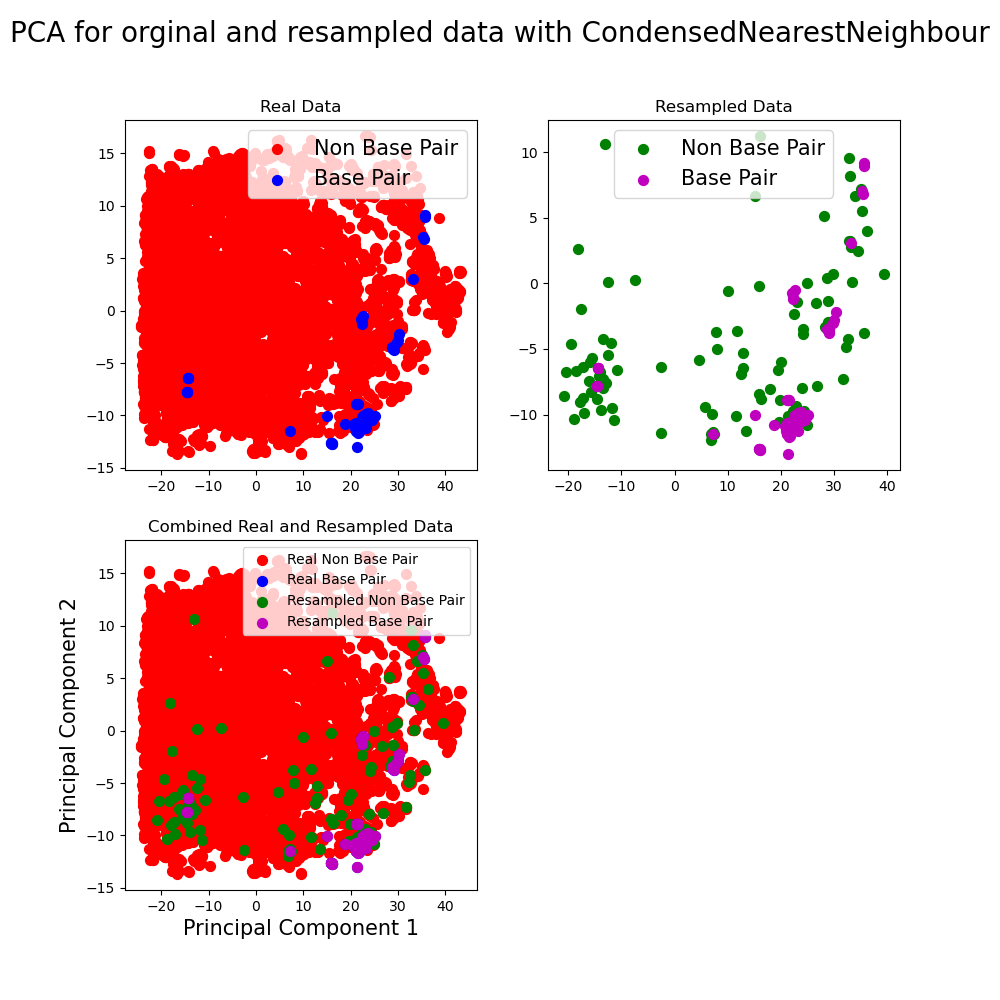 PCA for orginal and resampled data with CondensedNearestNeighbour
Real Data
Non Base Pair
Base Pair
15
10
5
0
−5
−10
−15
−20 −10 0 10 20 30 40
Resampled Data
Non Base Pair
Base Pair
10
5
0
−5
−10
−20 −10 0 10 20 30 40
Combined Real and Resampled Data
Real Non Base Pair
Real Base Pair
Resampled Non Base Pair
Resampled Base Pair
Principal Component 2
15
10
5
0
−5
−10
−15
−20 −10 0 10 20 30 40
Principal Component 1